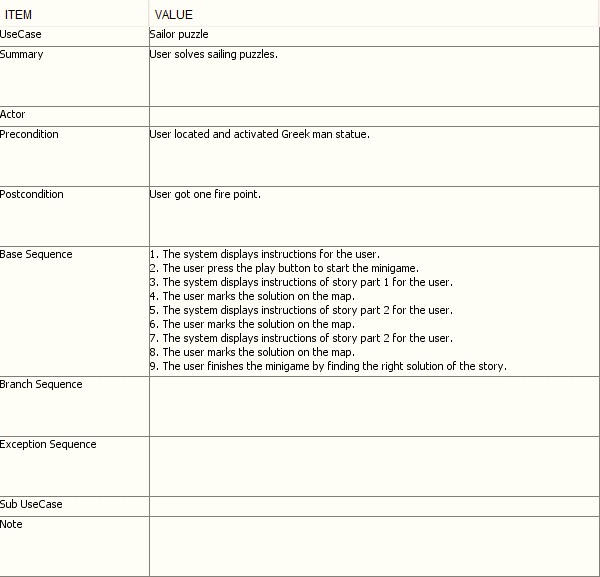 ITEM VALUE
UseCase Sailor puzzle
Summary User solves sailing puzzles.
Actor
Precondition User located and activated Greek man statue.
Postcondition User got one fire point.
Base Sequence 1. The system displays instructions for the user.
2. The user press the play button to start the minigame.
3. The system displays instructions of story part 1 for the user.
4. The user marks the solution on the map.
5. The system displays instructions of story part 2 for the user.
6. The user marks the solution on the map.
7. The system displays instructions of story part 2 for the user.
8. The user marks the solution on the map.
9. The user finishes the minigame by finding the right solution of the story.
Branch Sequence
Exception Sequence
Sub UseCase
Note